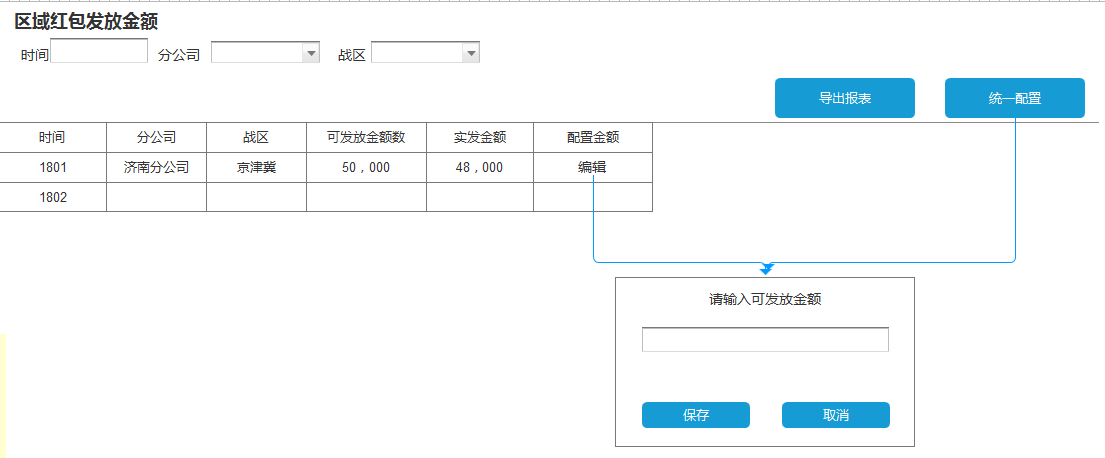 区域红包发放金额
时间 分公司 战区
导出报表 统一配置
时间 分公司 战区 可发放金额数 实发金额 配置金额
1801 济南分公司 京津冀 50，000 48，000 编辑
1802
请输入可发放金额
保存 取消